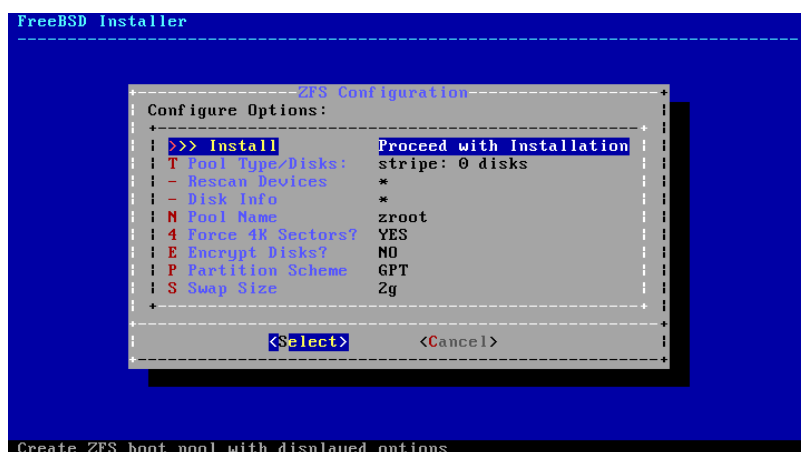 FreeBSD Installer
ZFS Configuration
Configure Options:
>>> Install Proceed with Installation
T Pool Type/Disks: stripe: 0 disks
- Rescan Devices *
- Disk Info *
N Pool Name zroot
4 Force 4K Sectors? YES
E Encrypt Disks? NO
P Partition Scheme GPT
S Swap Size 2g
<Select> <Cancel>
Create ZFS boot pool with displayed options